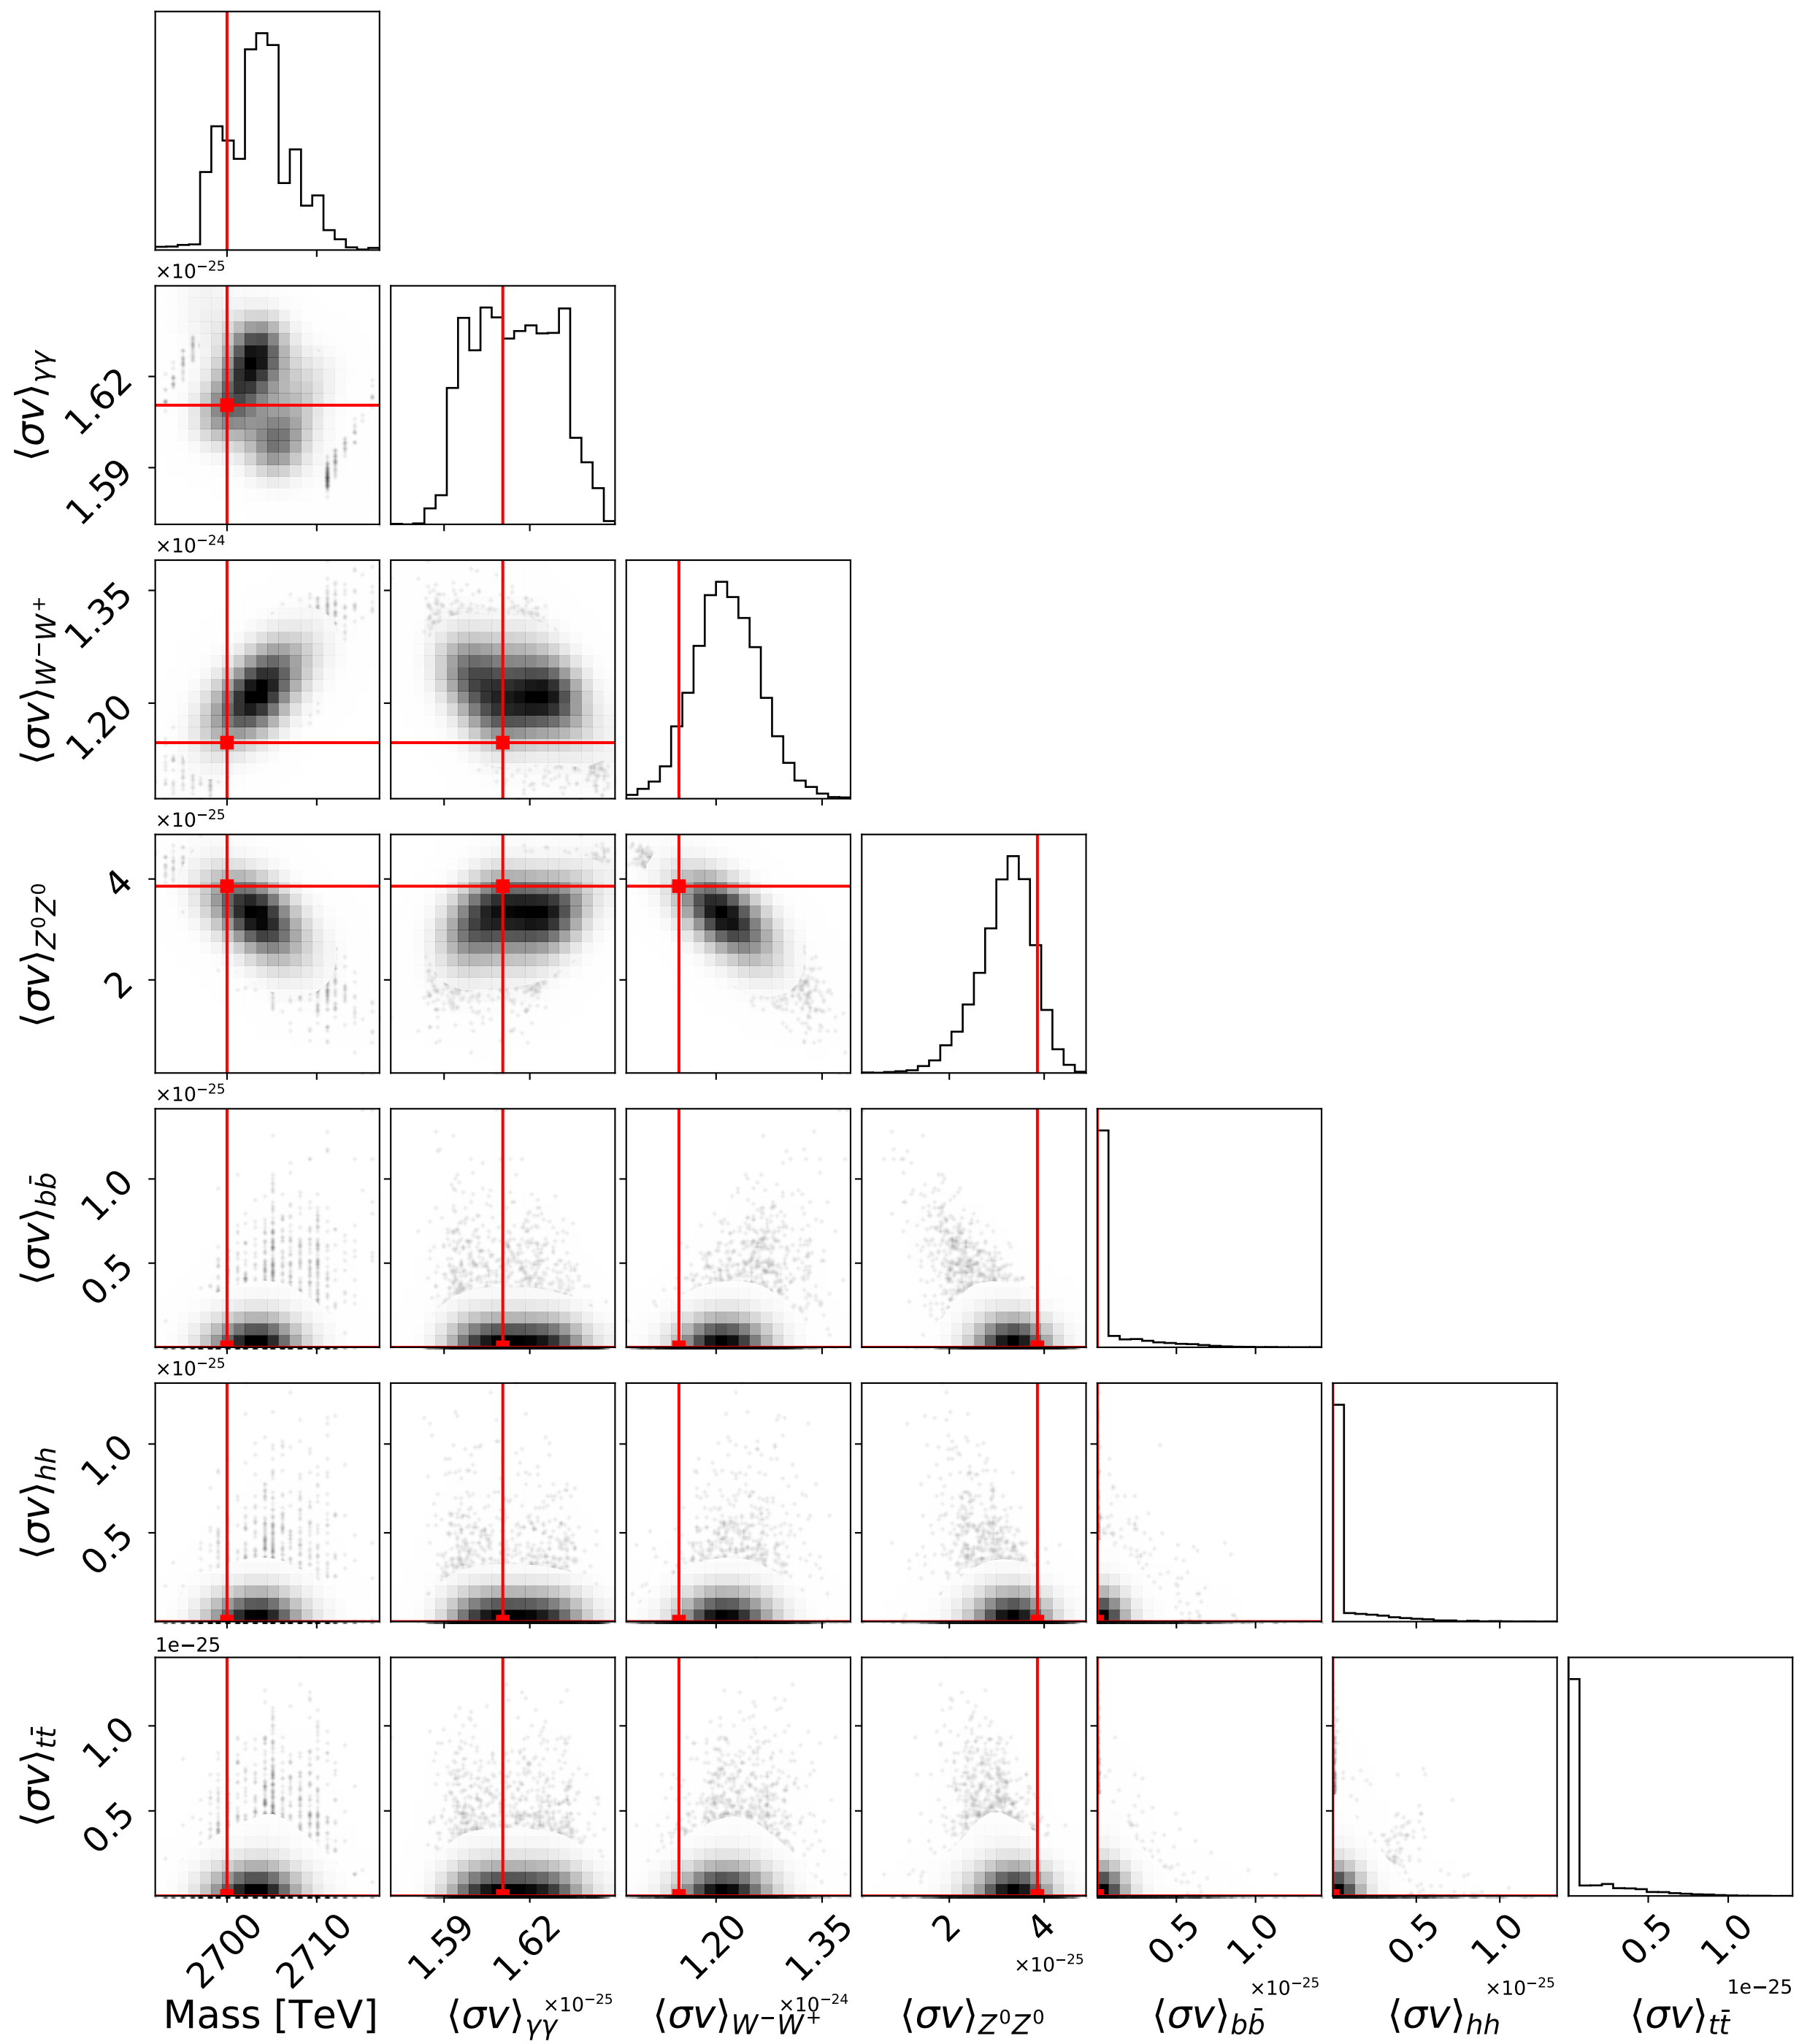 ×10⁻²⁵
⟨σv⟩γγ
1.62
1.59
×10⁻²⁴
⟨σv⟩W⁻W⁺
1.35
1.20
×10⁻²⁵
⟨σv⟩Z⁰Z⁰
4
2
×10⁻²⁵
⟨σv⟩bb̄
1.0
0.5
×10⁻²⁵
⟨σv⟩hh
1.0
0.5
1e−25
⟨σv⟩tt̄
1.0
0.5
2700 2710 1.59 1.62 1.20 1.35 2 4 0.5 1.0 0.5 1.0 0.5 1.0
×10⁻²⁵ ×10⁻²⁴ ×10⁻²⁵ ×10⁻²⁵ ×10⁻²⁵ 1e−25
Mass [TeV] ⟨σv⟩γγ ⟨σv⟩W⁻W⁺ ⟨σv⟩Z⁰Z⁰ ⟨σv⟩bb̄ ⟨σv⟩hh ⟨σv⟩tt̄